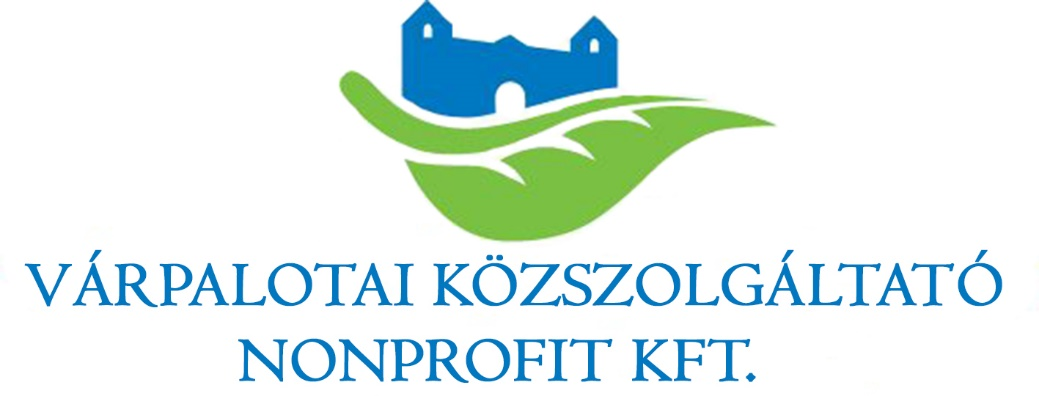 VÁRPALOTAI KÖZSZOLGÁLTATÓ
NONPROFIT KFT.